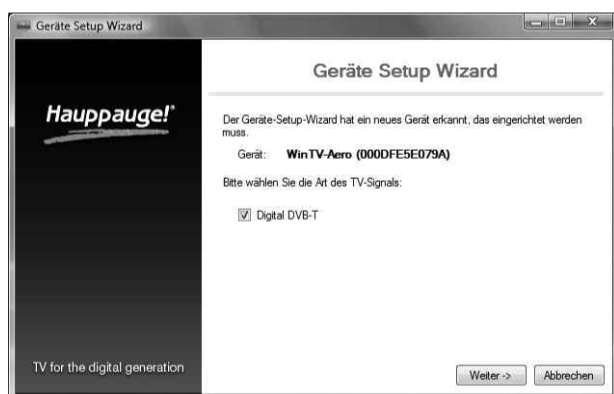 Geräte Setup Wizard
Geräte Setup Wizard
Hauppauge!®
Der Geräte-Setup-Wizard hat ein neues Gerät erkannt, das eingerichtet werden
muss.
Gerät: WinTV-Aero (000DFE5E079A)
Bitte wählen Sie die Art des TV-Signals:
Digital DVB-T
TV for the digital generation
Weiter ->
Abbrechen